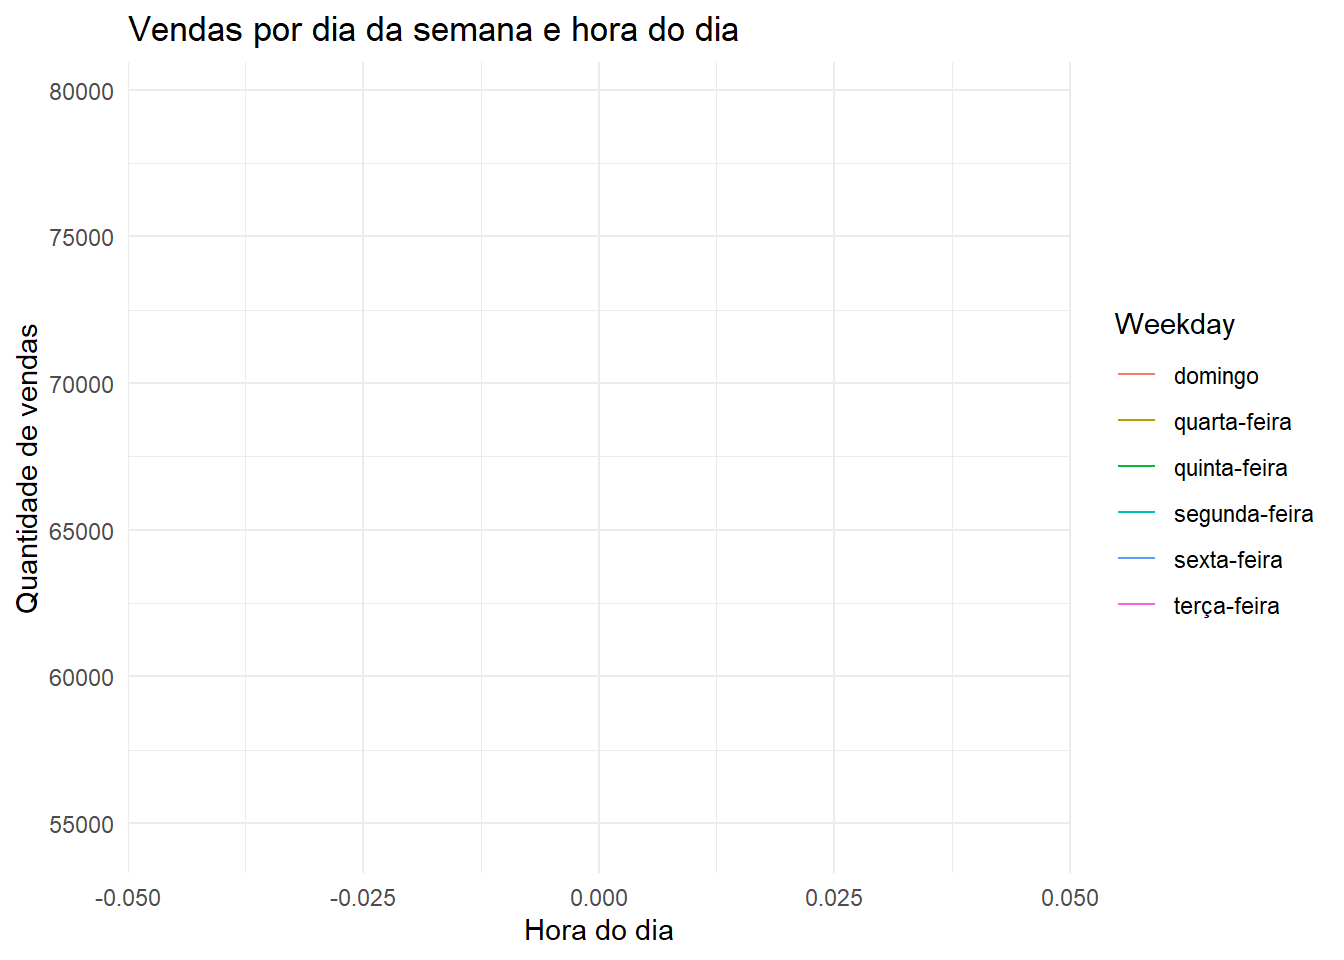 Vendas por dia da semana e hora do dia
80000
75000
70000
65000
60000
55000
Quantidade de vendas
-0.050
-0.025
0.000
0.025
0.050
Hora do dia
Weekday
domingo
quarta-feira
quinta-feira
segunda-feira
sexta-feira
terça-feira